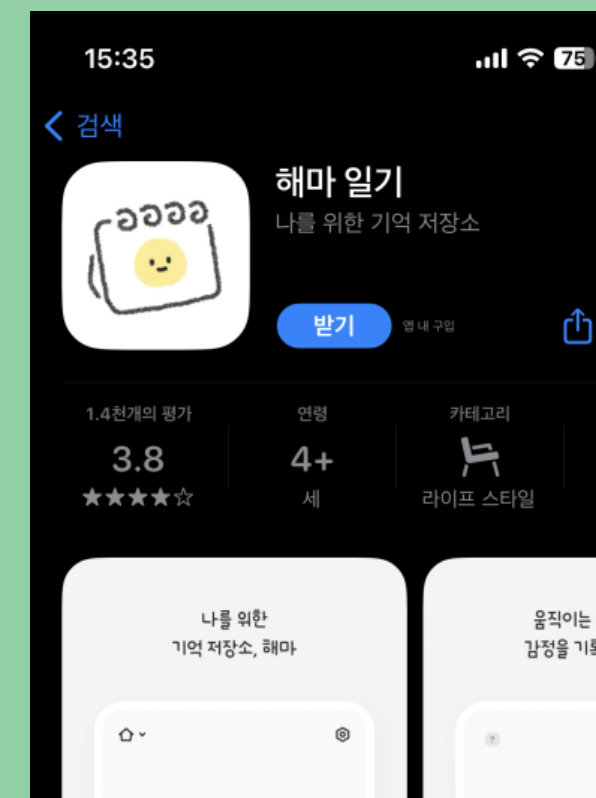 15:35
75
검색
해마 일기
나를 위한 기억 저장소
받기
앱 내 구입
1.4천개의 평가
연령
카테고리
3.8
4+
★★★★☆
세
라이프 스타일
나를 위한
기억 저장소, 해마
움직이는
감정을
?